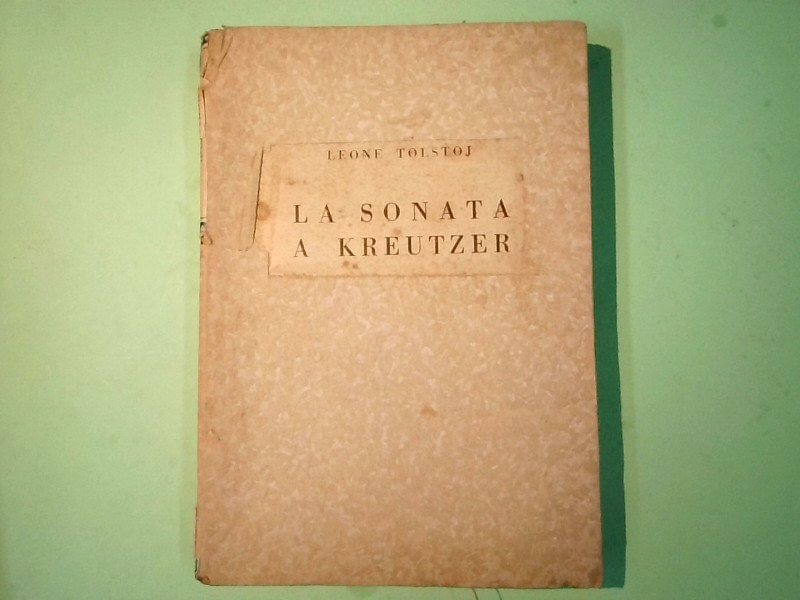 LEONE TOLSTOJ
LA SONATA
A KREUTZER